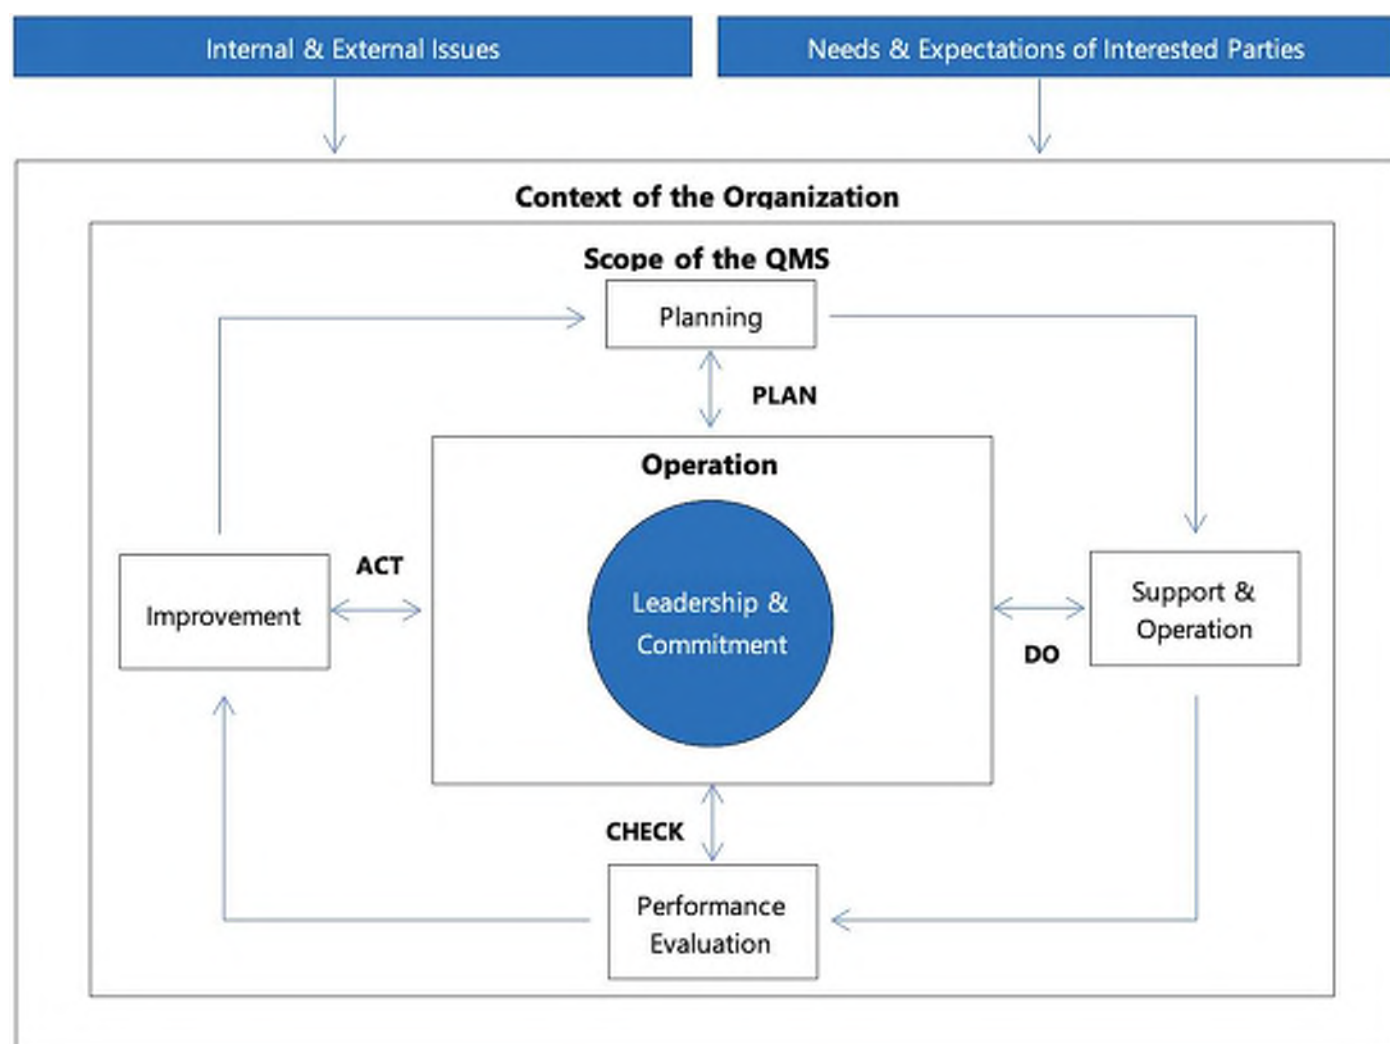 Internal & External Issues
Needs & Expectations of Interested Parties
Context of the Organization
Scope of the QMS
Planning
PLAN
Operation
ACT
Leadership &
Commitment
Improvement
Support &
Operation
DO
CHECK
Performance
Evaluation